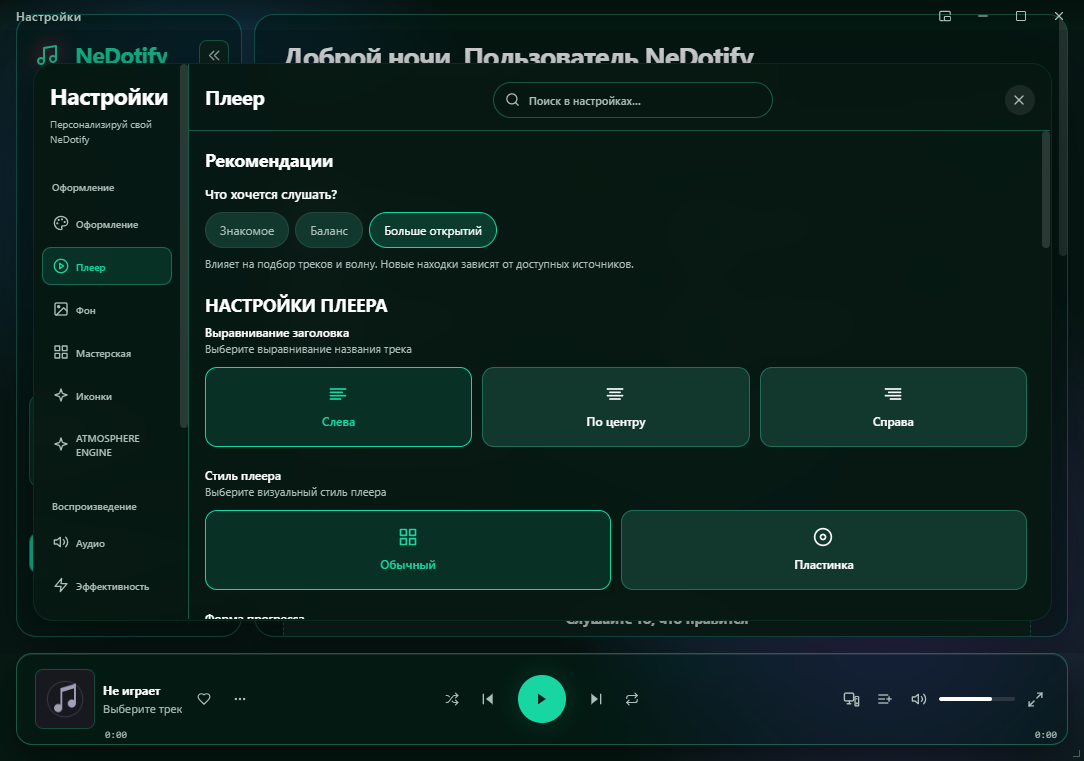 Настройки
NeDotify
Доброй ночи, Пользователь NeDotify
Настройки
Персонализируй свой
NeDotify
Оформление
Оформление
Плеер
Фон
Мастерская
Иконки
ATMOSPHERE
ENGINE
Воспроизведение
Аудио
Эффективность
Плеер
Поиск в настройках...
Рекомендации
Что хочется слушать?
Знакомое
Баланс
Больше открытий
Влияет на подбор треков и волну. Новые находки зависят от доступных источников.
НАСТРОЙКИ ПЛЕЕРА
Выравнивание заголовка
Выберите выравнивание названия трека
Слева
По центру
Справа
Стиль плеера
Выберите визуальный стиль плеера
Обычный
Пластинка
Форма прогресса
Слушайте то, что нравится
Не играет
Выберите трек
0:00
0:00